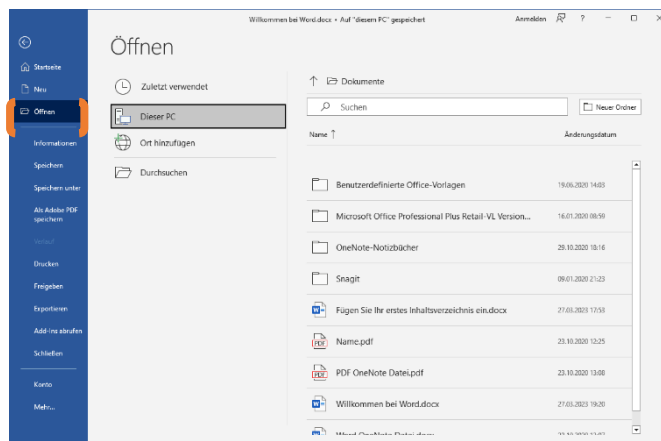 Willkommen bei Word.docx • Auf "diesem PC" gespeichert
Anmelden
?
Öffnen
Startseite
Neu
Öffnen
Informationen
Speichern
Speichern unter
Als Adobe PDF
speichern
Verlauf
Drucken
Freigeben
Exportieren
Add-Ins abrufen
Schließen
Konto
Mehr...
Zuletzt verwendet
Dieser PC
Ort hinzufügen
Durchsuchen
Dokumente
Suchen
Neuer Ordner
Name ↑ Änderungsdatum
Benutzerdefinierte Office-Vorlagen 19.06.2020 14:03
Microsoft Office Professional Plus Retail-VL Version... 16.01.2020 08:59
OneNote-Notizbücher 29.10.2020 18:16
Snagit 09.01.2020 21:23
Fügen Sie Ihr erstes Inhaltsverzeichnis ein.docx 27.03.2023 17:53
Name.pdf 23.10.2020 12:25
PDF OneNote Datei.pdf 23.10.2020 13:08
Willkommen bei Word.docx 27.03.2023 19:20
Word OneNote Datei.docx